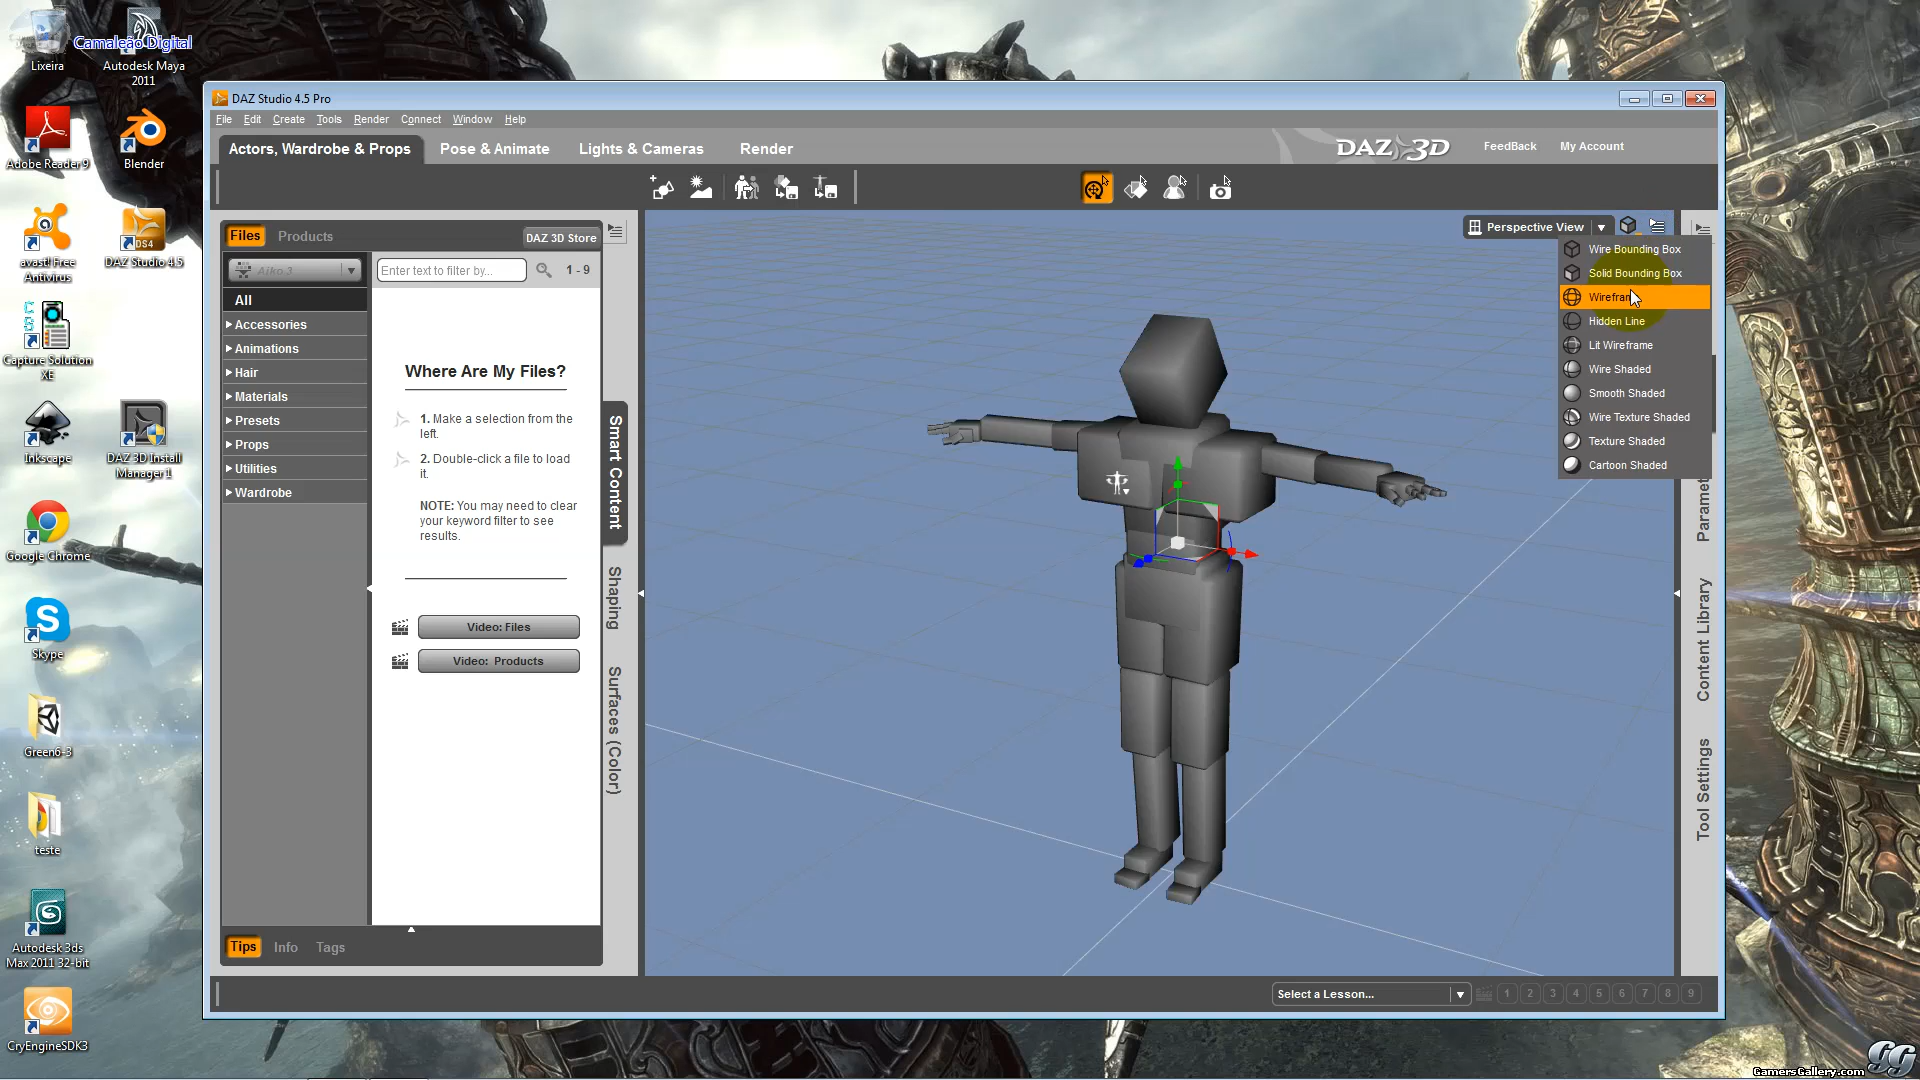 Camaleão Digital
Lixeira
Autodesk Maya
2011
Adobe Reader 9
Blender
avast! Free
Antivirus
DS4
DAZ Studio 4.5
Capture Solution
XE
Inkscape
DAZ 3D Install
Manager 1
Google Chrome
Skype
Green6-3
teste
Autodesk 3ds
Max 2011 32-bit
CryEngineSDK3
DAZ Studio 4.5 Pro
File Edit Create Tools Render Connect Window Help
Actors, Wardrobe & Props Pose & Animate Lights & Cameras Render
DAZ 3D FeedBack My Account
Files Products DAZ 3D Store
Aiko 3
Enter text to filter by...
1 - 9
All
Accessories
Animations
Hair
Materials
Presets
Props
Utilities
Wardrobe
Where Are My Files?
1. Make a selection from the
left.
2. Double-click a file to load
it.
NOTE: You may need to clear
your keyword filter to see
results.
Video: Files
Video: Products
Tips Info Tags
Smart Content
Shaping
Surfaces (Color)
Perspective View
Wire Bounding Box
Solid Bounding Box
Hidden Line
Lit Wireframe
Wire Shaded
Smooth Shaded
Wire Texture Shaded
Texture Shaded
Cartoon Shaded
Content Library
Tool Settings
Select a Lesson...
1 2 3 4 5 6 7 8 9
GG
GamersGallery.com